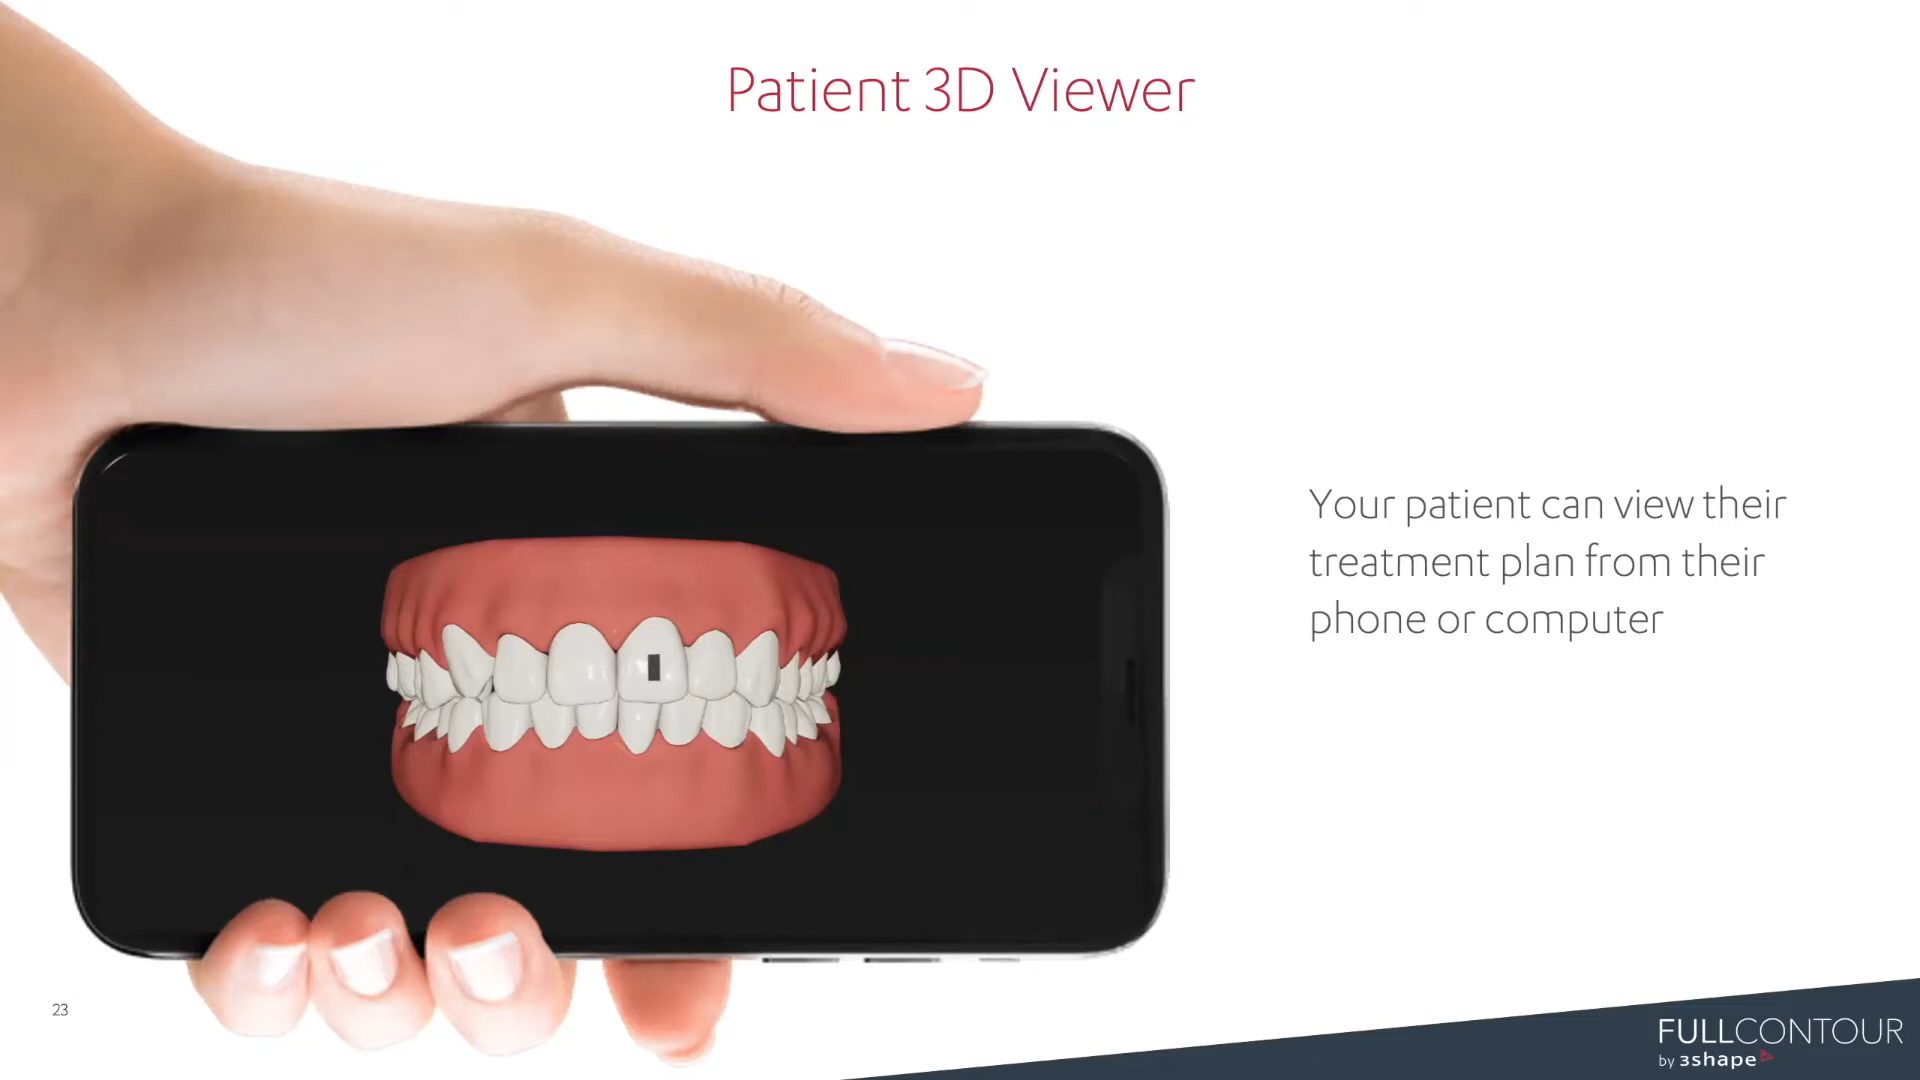 Patient 3D Viewer
Your patient can view their
treatment plan from their
phone or computer
23
FULLCONTOUR
by 3shape